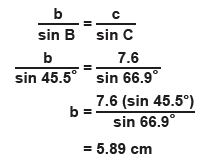 b/sin B = c/sin C
b/sin 45.5° = 7.6/sin 66.9°
b = 7.6 (sin 45.5°)/sin 66.9°
= 5.89 cm